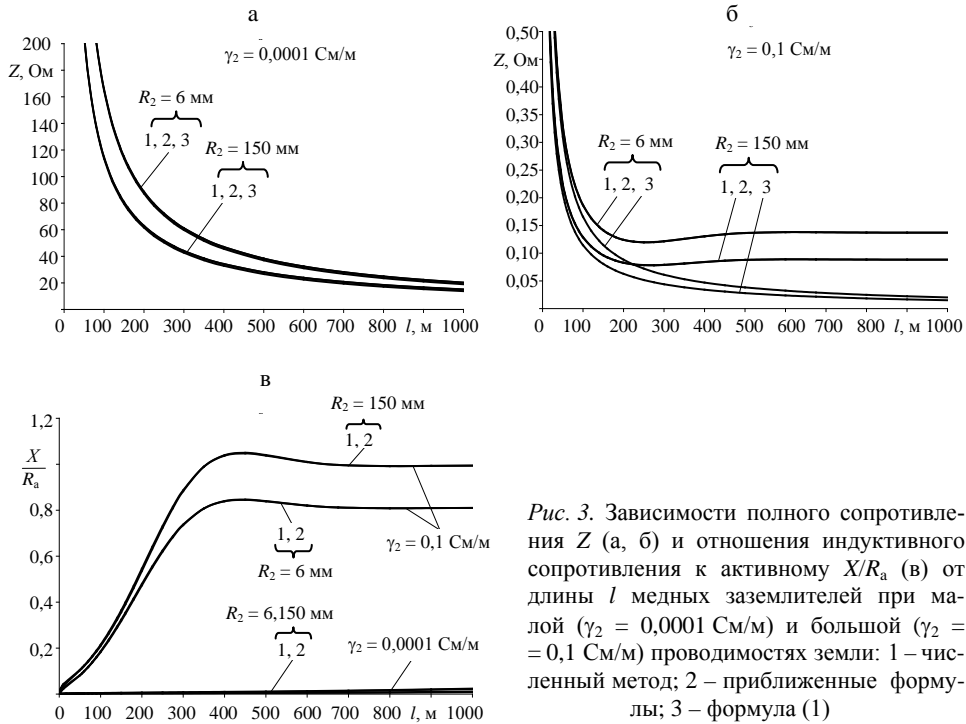 а
200
Z, Ом
160
140
120
100
80
60
40
20
γ2 = 0,0001 См/м
R2 = 6 мм
1, 2, 3
R2 = 150 мм
1, 2, 3
0 100 200 300 400 500 600 700 800 l, м 1000
б
0,50
Z, Ом
0,40
0,35
0,30
0,25
0,20
0,15
0,10
0,05
γ2 = 0,1 См/м
R2 = 6 мм
1, 2, 3
R2 = 150 мм
1, 2, 3
0 100 200 300 400 500 600 700 800 l, м 1000
в
1,2
X
Rа
0,8
0,6
0,4
0,2
R2 = 150 мм
1, 2
1, 2
R2 = 6 мм
γ2 = 0,1 См/м
R2 = 6,150 мм
1, 2
γ2 = 0,0001 См/м
0 100 200 300 400 500 600 700 800 l, м 1000
Рис. 3. Зависимости полного сопротивле-
ния Z (а, б) и отношения индуктивного
сопротивления к активному X/Rа (в) от
длины l медных заземлителей при ма-
лой (γ2 = 0,0001 См/м) и большой (γ2 =
= 0,1 См/м) проводимостях земли: 1 – чис-
ленный метод; 2 – приближенные форму-
лы; 3 – формула (1)